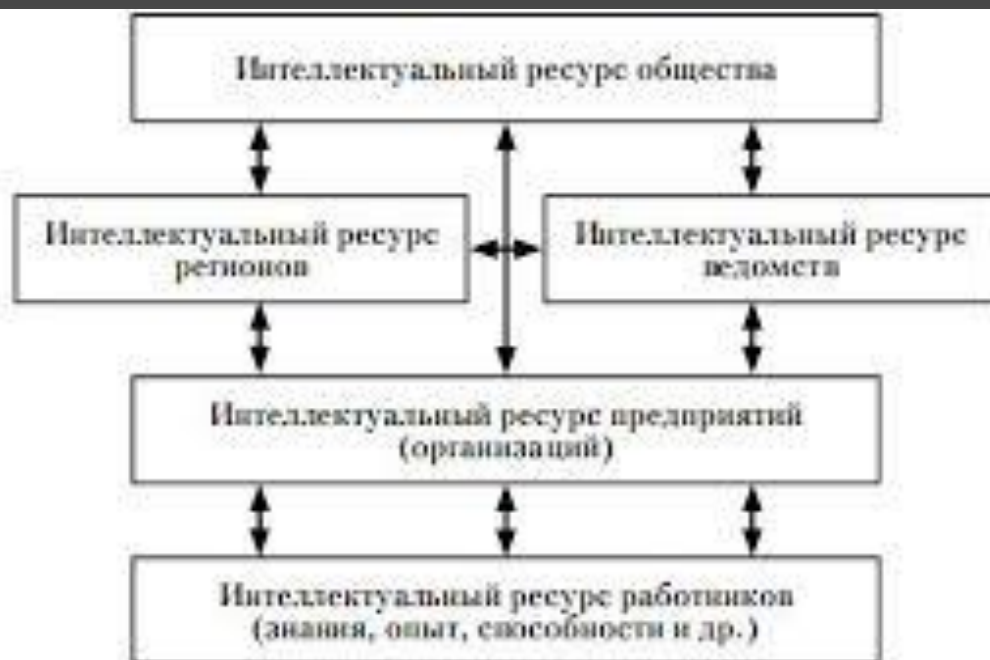 Интеллектуальный ресурс общества
Интеллектуальный ресурс
регионов
Интеллектуальный ресурс
ведомств
Интеллектуальный ресурс предприятий
(организаций)
Интеллектуальный ресурс работников
(знания, опыт, способности и др.)